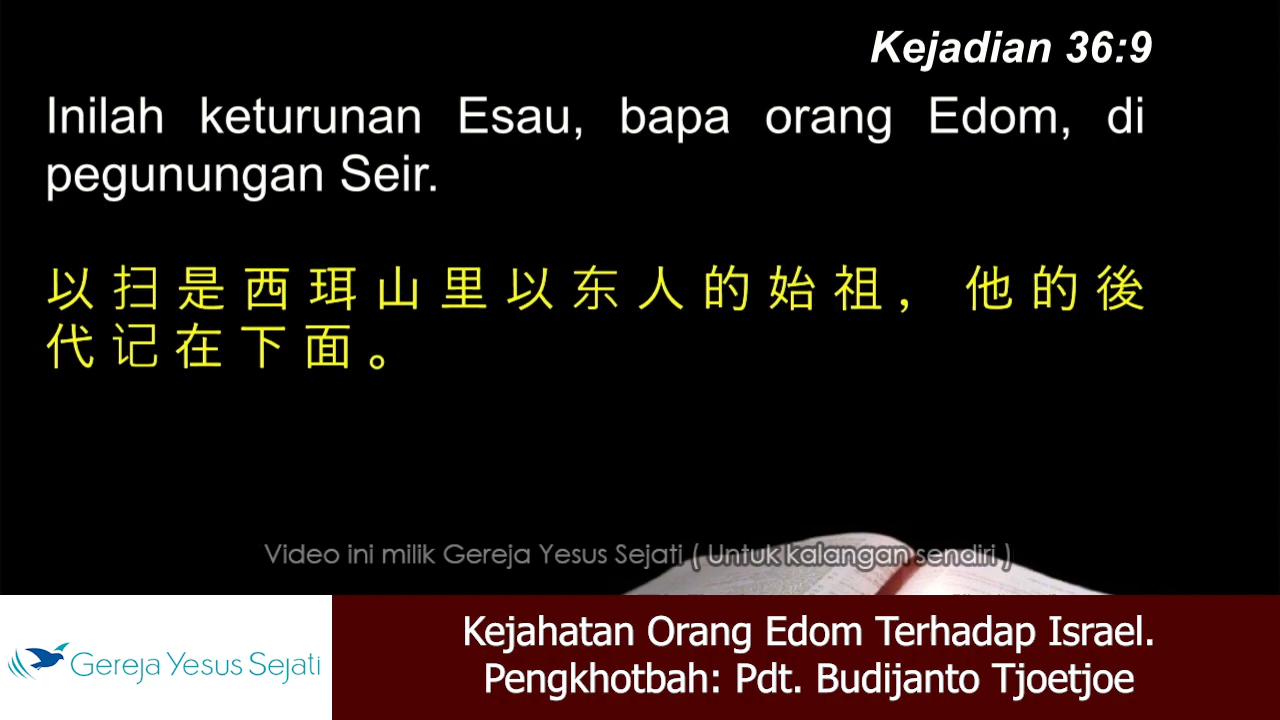 Kejadian 36:9
Inilah keturunan Esau, bapa orang Edom, di
pegunungan Seir.
以扫是西珥山里以东人的始祖，他的後
代记在下面。
Video ini milik Gereja Yesus Sejati ( Untuk kalangan sendiri )
Gereja Yesus Sejati
Kejahatan Orang Edom Terhadap Israel.
Pengkhotbah: Pdt. Budijanto Tjoetjoe